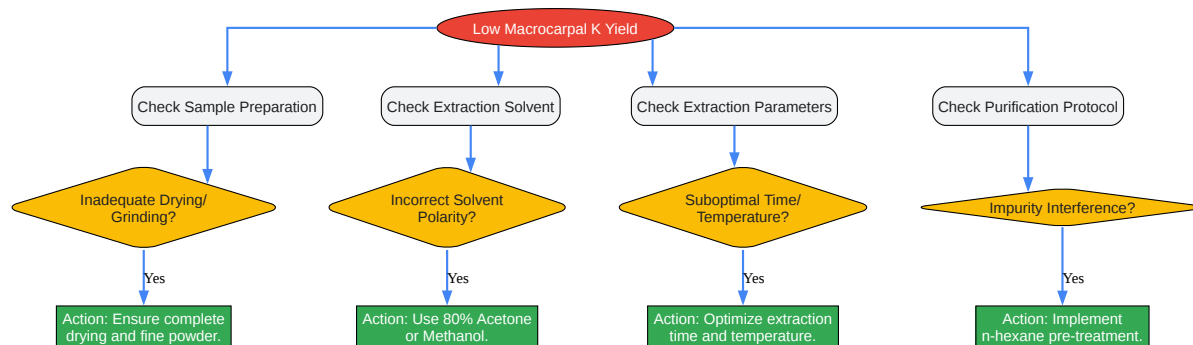 Low Macrocarpal K Yield
Check Sample Preparation
Check Extraction Solvent
Check Extraction Parameters
Check Purification Protocol
Inadequate Drying/
Grinding?
Incorrect Solvent
Polarity?
Suboptimal Time/
Temperature?
Impurity Interference?
Yes
Yes
Yes
Yes
Action: Ensure complete
drying and fine powder.
Action: Use 80% Acetone
or Methanol.
Action: Optimize extraction
time and temperature.
Action: Implement
n-hexane pre-treatment.